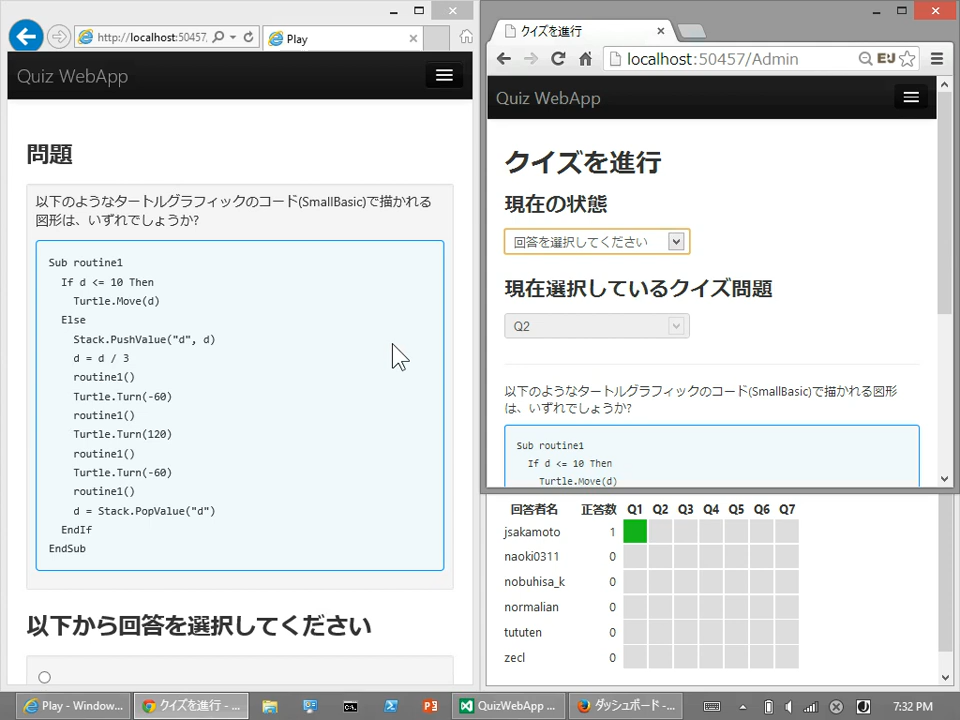 http://localhost:50457,
Play
Quiz WebApp
問題
以下のようなタートルグラフィックのコード(SmallBasic)で描かれる
図形は、いずれでしょうか?
Sub routine1
If d <= 10 Then
Turtle.Move(d)
Else
Stack.PushValue("d", d)
d = d / 3
routine1()
Turtle.Turn(-60)
routine1()
Turtle.Turn(120)
routine1()
Turtle.Turn(-60)
routine1()
d = Stack.PopValue("d")
EndIf
EndSub
以下から回答を選択してください
クイズを進行
localhost:50457/Admin
EJ
Quiz WebApp
クイズを進行
現在の状態
回答を選択してください
現在選択しているクイズ問題
Q2
以下のようなタートルグラフィックのコード(SmallBasic)で描かれる図形
は、いずれでしょうか?
Sub routine1
If d <= 10 Then
Turtle.Move(d)
回答者名 正答数 Q1 Q2 Q3 Q4 Q5 Q6 Q7
jsakamoto 1
naoki0311 0
nobuhisa_k 0
normalian 0
tututen 0
zecl 0
Play - Window... クイズを進行 - ... QuizWebApp ... ダッシュボード -... 7:32 PM